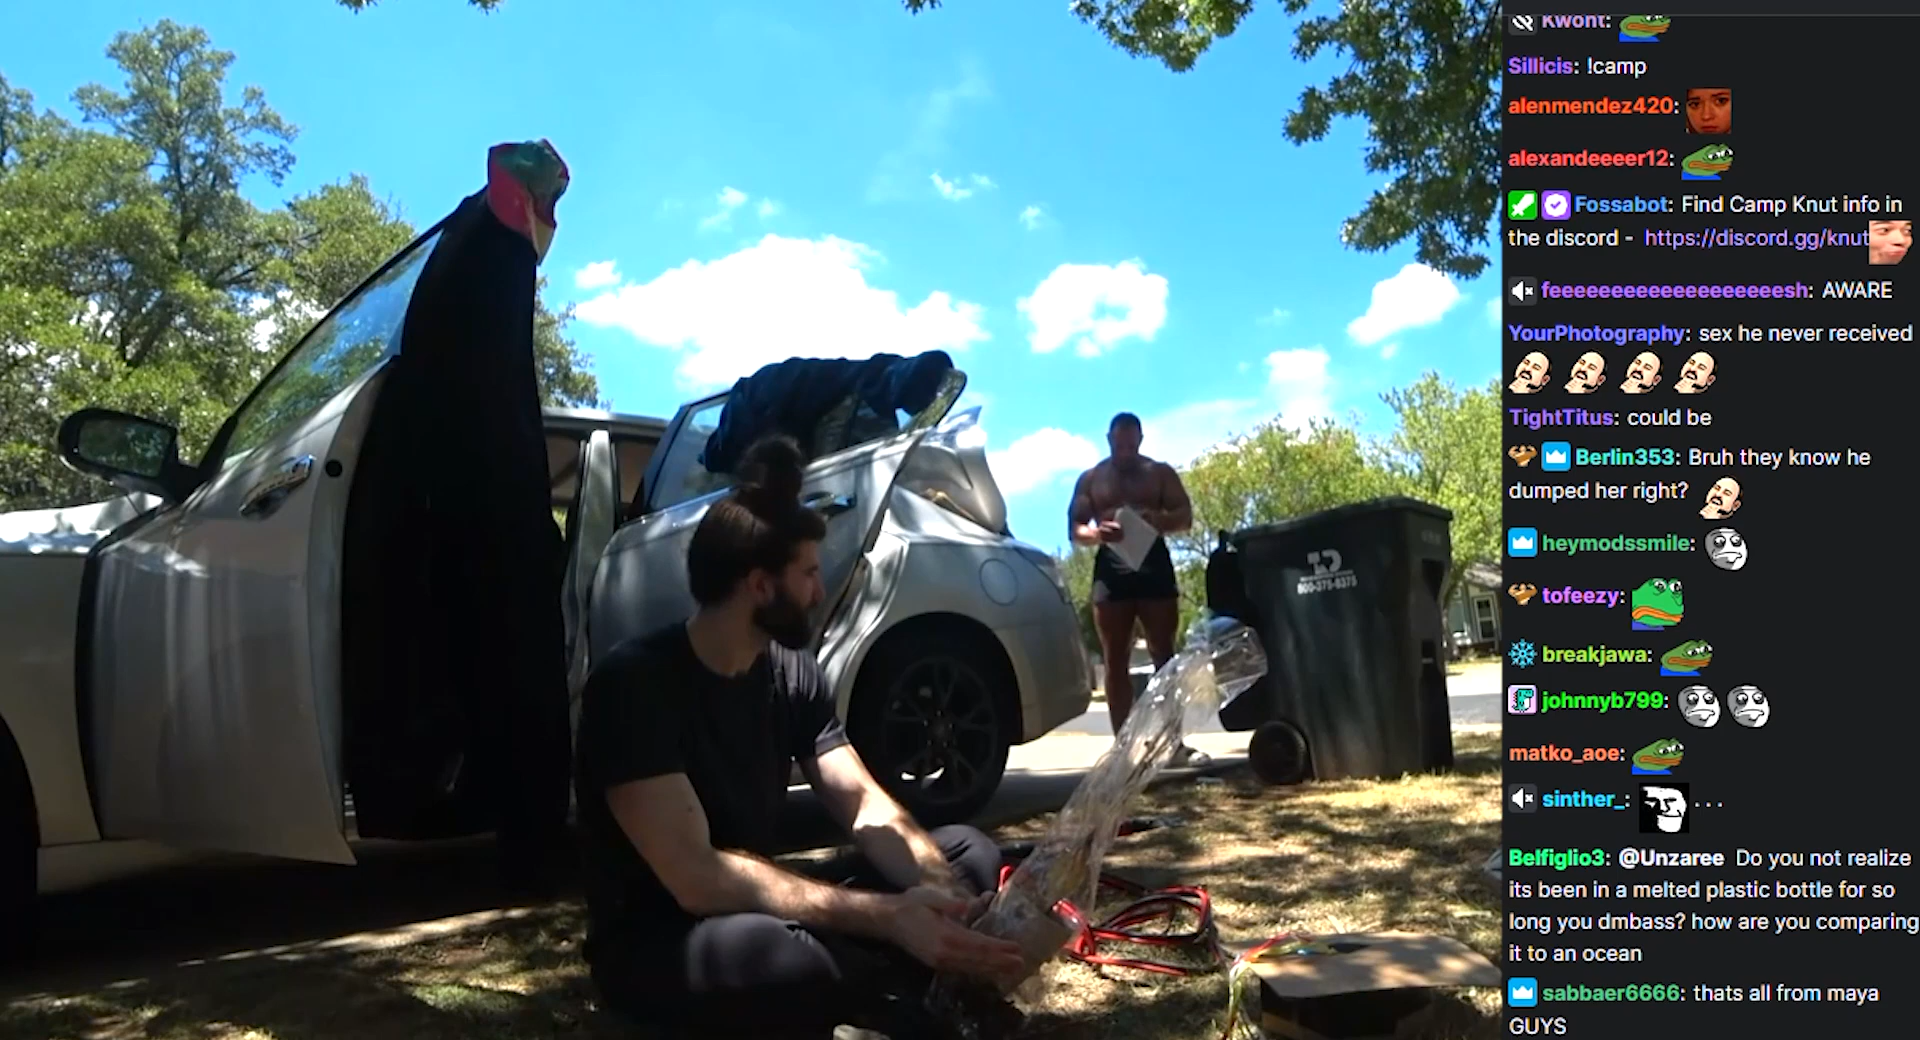 Kwont:
Sillicis: !camp
alenmendez420:
alexandeeeer12:
Fossabot: Find Camp Knut info in
the discord - https://discord.gg/knut
feeeeeeeeeeeeeeeeeeesh: AWARE
YourPhotography: sex he never received
TightTitus: could be
Berlin353: Bruh they know he
dumped her right?
heymodssmile:
tofeezy:
breakjawa:
johnnyb799:
matko_aoe:
sinther_: ...
Belfiglio3: @Unzaree Do you not realize
its been in a melted plastic bottle for so
long you dmbass? how are you comparing
it to an ocean
sabbaer6666: thats all from maya
GUYS
800-375-8375